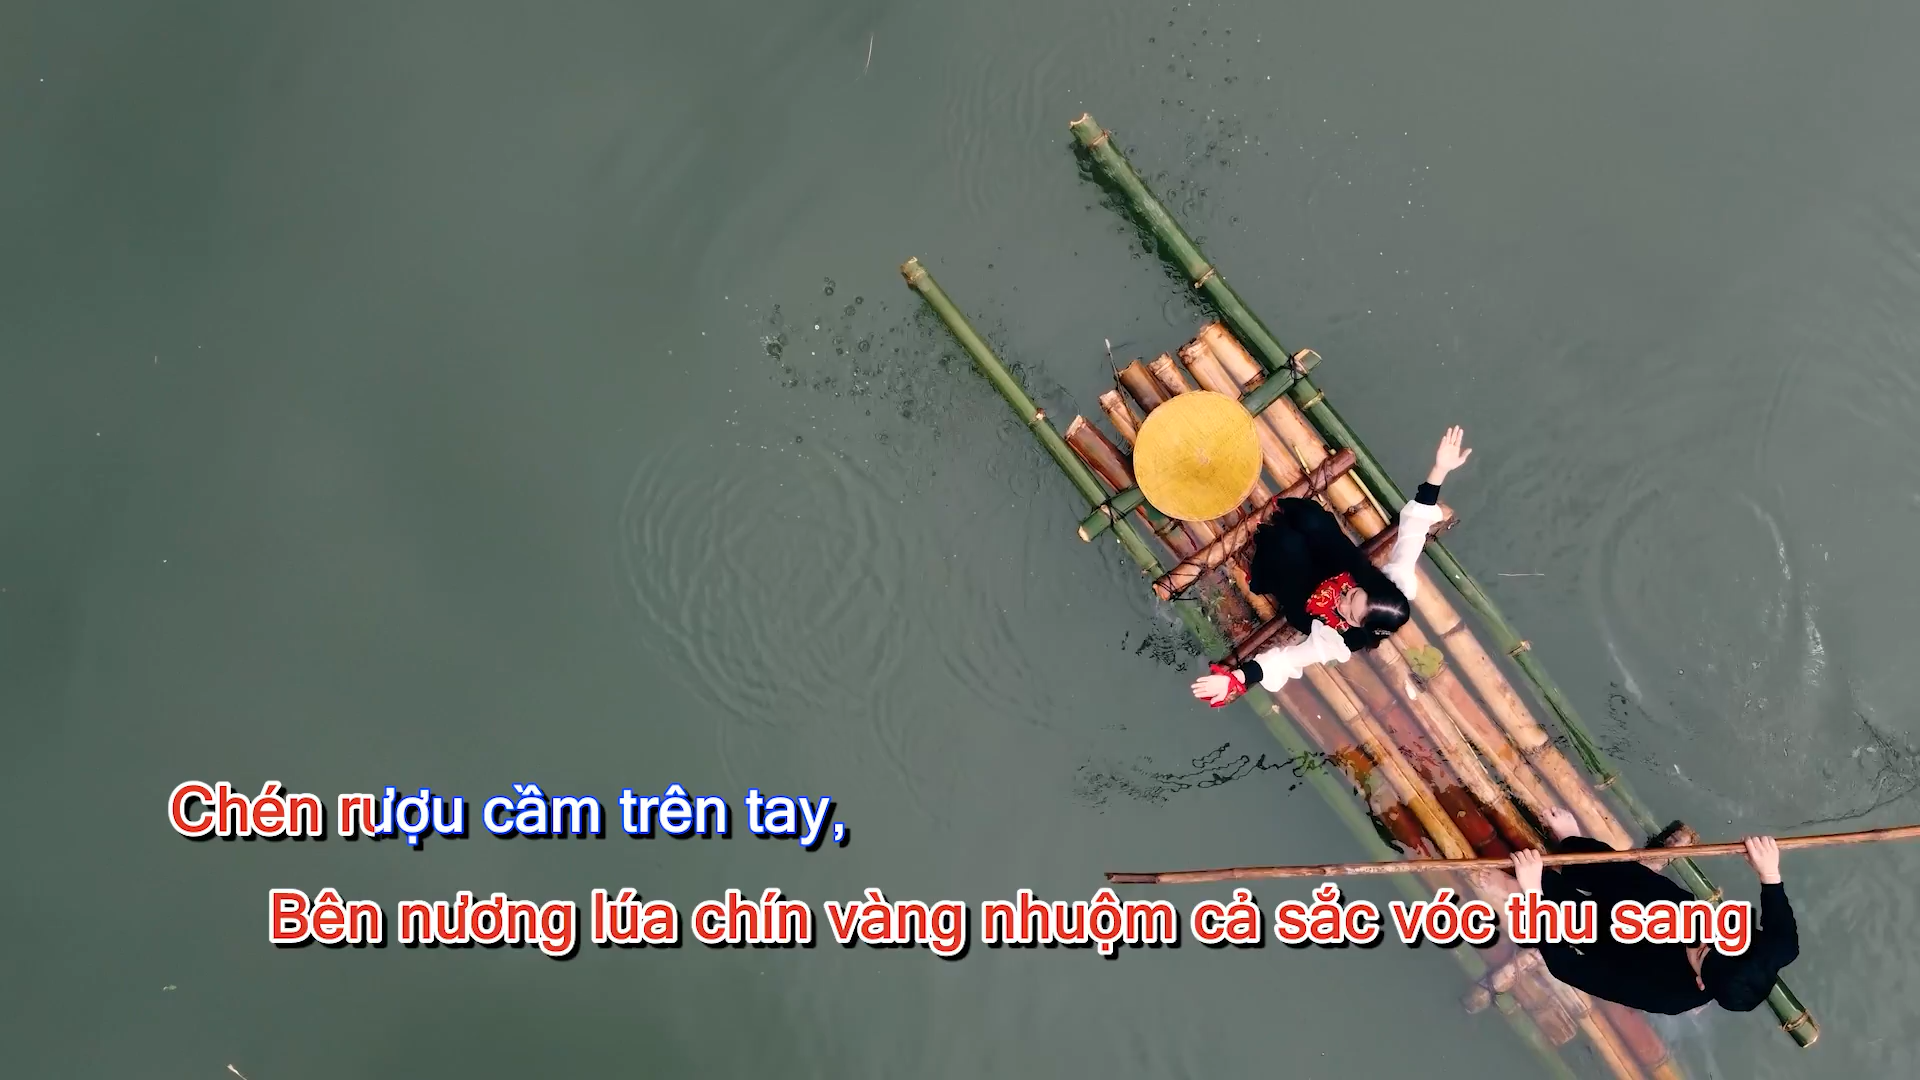 Chén rượu cầm trên tay,
Bên nương lúa chín vàng nhuộm cả sắc vóc thu sang